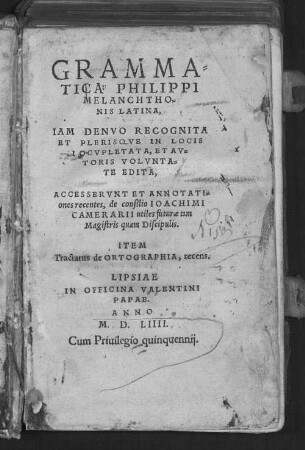 GRAMMA-
TICA PHILIPPI
MELANCHTHO-
NIS LATINA,
IAM DENVO RECOGNITA
ET PLERISQVE IN LOCIS
LOCVPLETATA, ET AV-
TORIS VOLVNTA-
TE EDITA,
ACCESSERVNT ET ANNOTATI-
ones recentes, de consilio IOACHIMI
CAMERARII utiles futuræ tam
Magistris quam Discipulis.
ITEM
Tractatus de ORTOGRAPHIA, recens.
LIPSIAE
IN OFFICINA VALENTINI
PAPAE.
ANNO
M. D. LIIII.
Cum Priuilegio quinquennij.